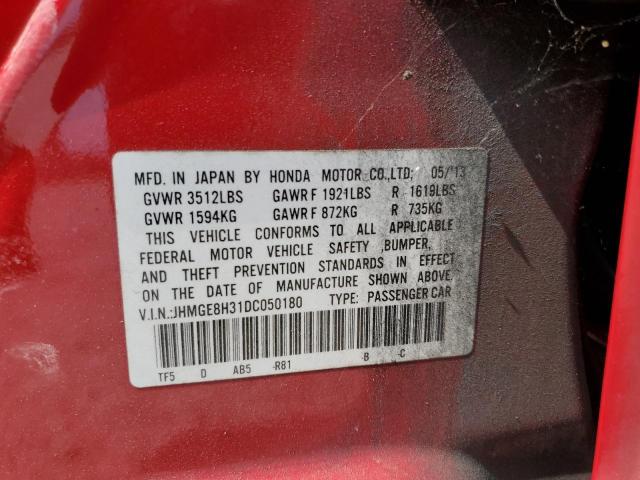 MFD. IN JAPAN BY HONDA MOTOR CO.,LTD; 05/'13
GVWR 3512LBS GAWR F 1921LBS R 1619LBS
GVWR 1594KG GAWR F 872KG R 735KG
THIS VEHICLE CONFORMS TO ALL APPLICABLE
FEDERAL MOTOR VEHICLE SAFETY ,BUMPER,
AND THEFT PREVENTION STANDARDS IN EFFECT
ON THE DATE OF MANUFACTURE SHOWN ABOVE.
V.I.N.:JHMGE8H31DC050180 TYPE: PASSENGER CAR
TF5 D AB5 -R81 -B -C